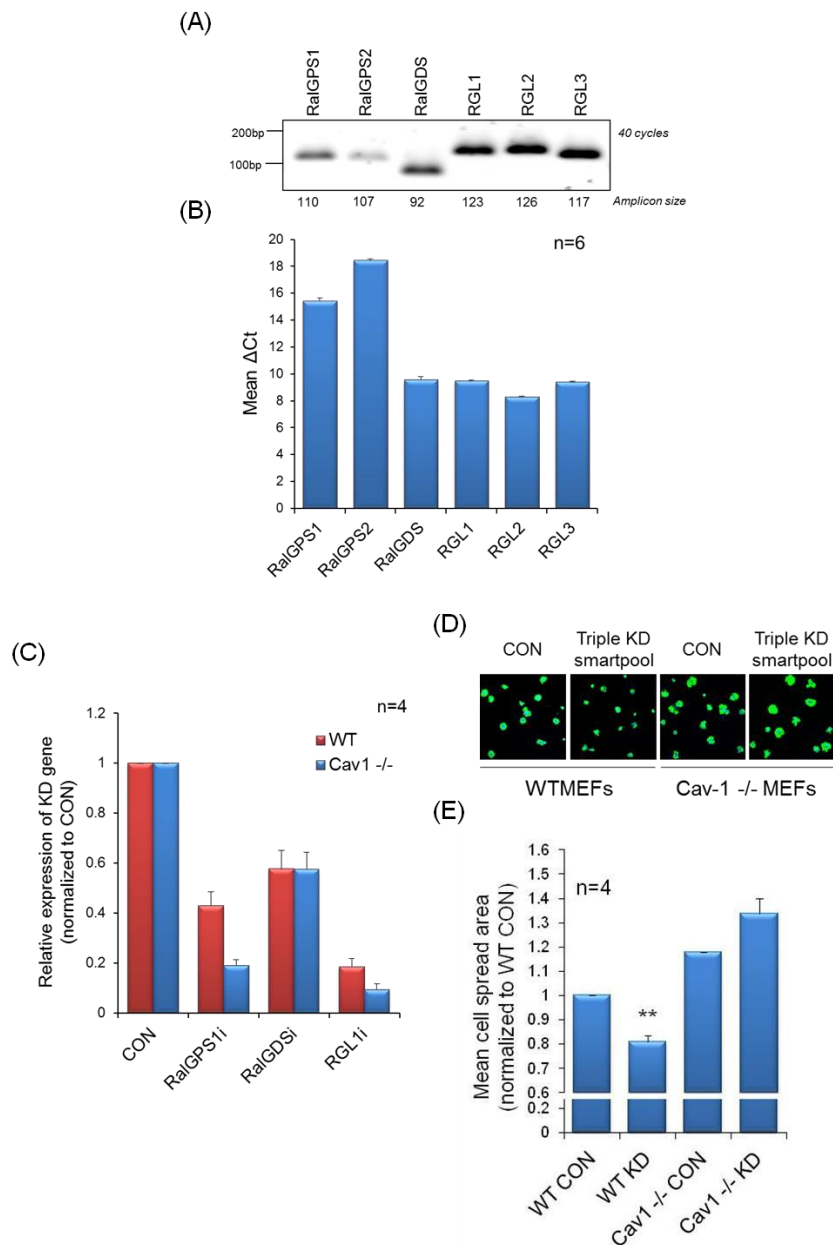 (A)
RalGPS1
RalGPS2
RalGDS
RGL1
RGL2
RGL3
200bp
100bp
40 cycles
110 107 92 123 126 117 Amplicon size
(B)
n=6
Mean ΔCt
20
18
16
14
12
10
8
6
4
2
0
RalGPS1
RalGPS2
RalGDS
RGL1
RGL2
RGL3
(C)
n=4
WT
Cav1 -/-
Relative expression of KD gene
(normalized to CON)
1.2
1
0.8
0.6
0.4
0.2
0
CON
RalGPS1i
RalGDSi
RGL1i
(D)
CON
Triple KD
smartpool
CON
Triple KD
smartpool
WTMEFs
Cav-1 -/- MEFs
(E)
n=4
Mean cell spread area
(normalized to WT CON)
1.6
1.5
1.4
1.3
1.2
1.1
1
0.9
0.8
0.7
0.6
0.2
0
**
WT CON
WT KD
Cav1 -/- CON
Cav1 -/- KD